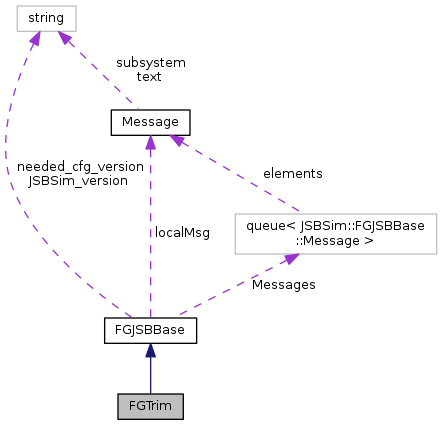 string
subsystem
text
Message
needed_cfg_version
JSBSim_version
elements
queue< JSBSim::FGJSBBase
::Message >
localMsg
Messages
FGJSBBase
FGTrim